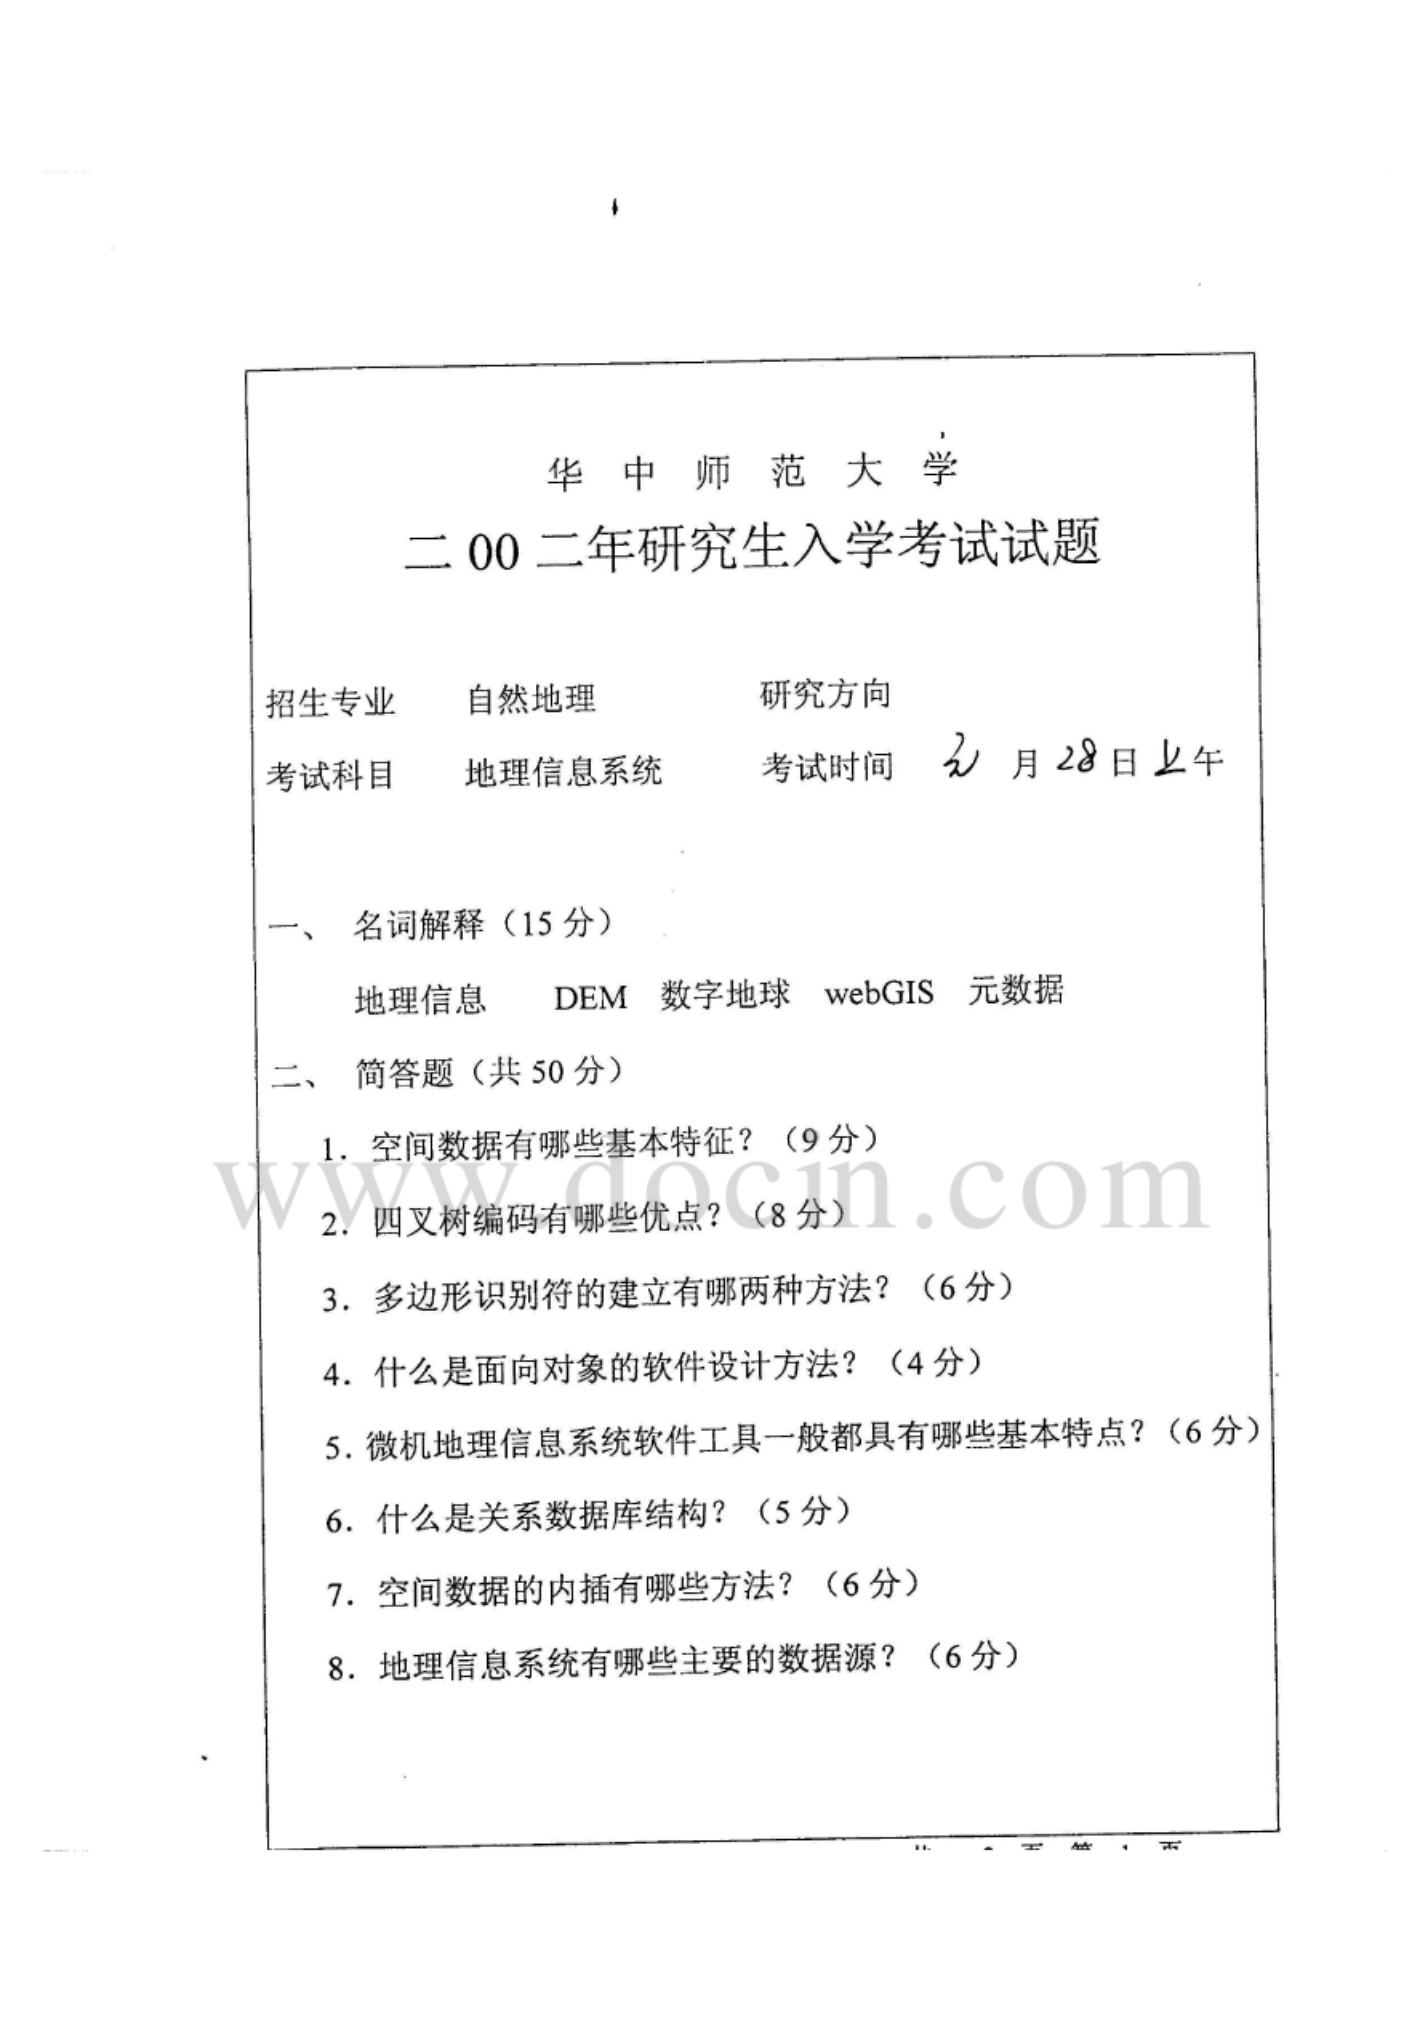 华中师范大学
二00二年研究生入学考试试题
招生专业 自然地理 研究方向
考试科目 地理信息系统 考试时间 元月28日上午
一、 名词解释（15分）
地理信息 DEM 数字地球 webGIS 元数据
二、 简答题（共50分）
1. 空间数据有哪些基本特征？（9分）
www.docin.com
2. 四叉树编码有哪些优点？（8分）
3. 多边形识别符的建立有哪两种方法？（6分）
4. 什么是面向对象的软件设计方法？（4分）
5. 微机地理信息系统软件工具一般都具有哪些基本特点？（6分）
6. 什么是关系数据库结构？（5分）
7. 空间数据的内插有哪些方法？（6分）
8. 地理信息系统有哪些主要的数据源？（6分）